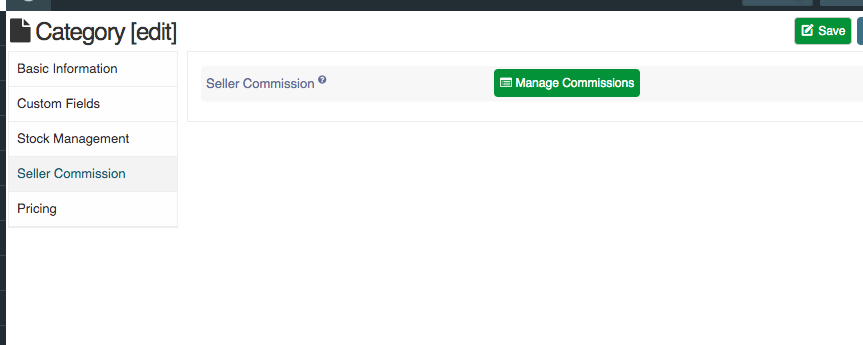 Category [edit]
Save
Basic Information
Custom Fields
Stock Management
Seller Commission
Pricing
Seller Commission ?
Manage Commissions